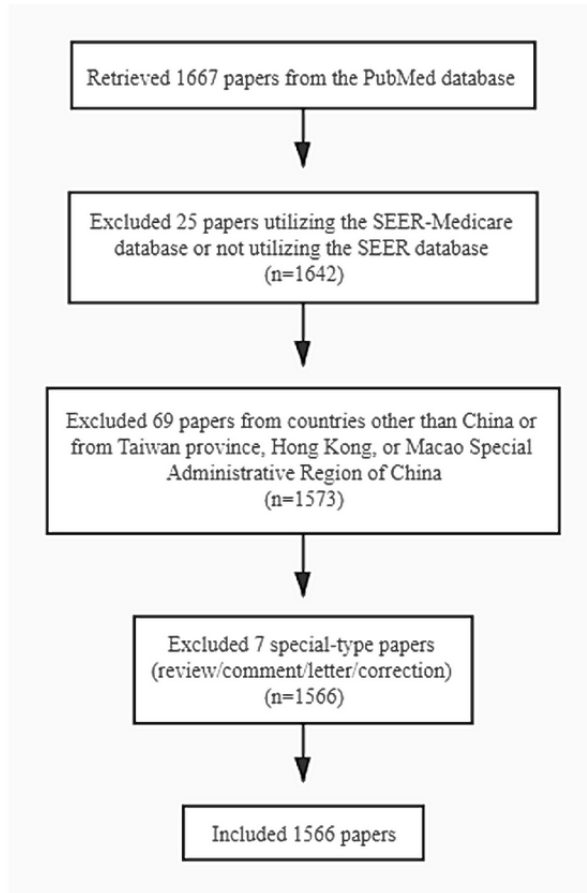 Retrieved 1667 papers from the PubMed database
Excluded 25 papers utilizing the SEER-Medicare
database or not utilizing the SEER database
(n=1642)
Excluded 69 papers from countries other than China or
from Taiwan province, Hong Kong, or Macao Special
Administrative Region of China
(n=1573)
Excluded 7 special-type papers
(review/comment/letter/correction)
(n=1566)
Included 1566 papers